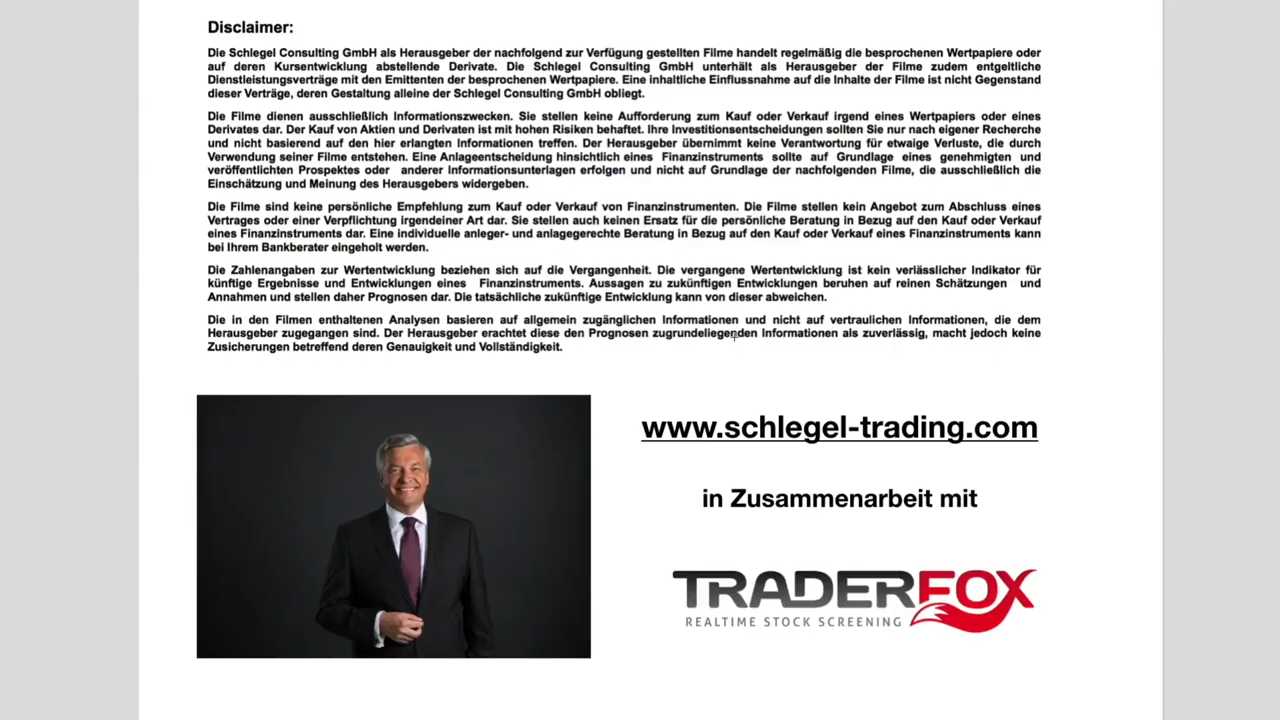 Disclaimer:
Die Schlegel Consulting GmbH als Herausgeber der nachfolgend zur Verfügung gestellten Filme handelt regelmäßig die besprochenen Wertpapiere oder
auf deren Kursentwicklung abstellende Derivate. Die Schlegel Consulting GmbH unterhält als Herausgeber der Filme zudem entgeltliche
Dienstleistungsverträge mit den Emittenten der besprochenen Wertpapiere. Eine inhaltliche Einflussnahme auf die Inhalte der Filme ist nicht Gegenstand
dieser Verträge, deren Gestaltung alleine der Schlegel Consulting GmbH obliegt.
Die Filme dienen ausschließlich Informationszwecken. Sie stellen keine Aufforderung zum Kauf oder Verkauf irgend eines Wertpapiers oder eines
Derivates dar. Der Kauf von Aktien und Derivaten ist mit hohen Risiken behaftet. Ihre Investitionsentscheidungen sollten Sie nur nach eigener Recherche
und nicht basierend auf den hier erlangten Informationen treffen. Der Herausgeber übernimmt keine Verantwortung für etwaige Verluste, die durch
Verwendung seiner Filme entstehen. Eine Anlageentscheidung hinsichtlich eines Finanzinstruments sollte auf Grundlage eines genehmigten und
veröffentlichten Prospektes oder anderer Informationsunterlagen erfolgen und nicht auf Grundlage der nachfolgenden Filme, die ausschließlich die
Einschätzung und Meinung des Herausgebers widergeben.
Die Filme sind keine persönliche Empfehlung zum Kauf oder Verkauf von Finanzinstrumenten. Die Filme stellen kein Angebot zum Abschluss eines
Vertrages oder einer Verpflichtung irgendeiner Art dar. Sie stellen auch keinen Ersatz für die persönliche Beratung in Bezug auf den Kauf oder Verkauf
eines Finanzinstruments dar. Eine individuelle anleger- und anlagegerechte Beratung in Bezug auf den Kauf oder Verkauf eines Finanzinstruments kann
bei Ihrem Bankberater eingeholt werden.
Die Zahlenangaben zur Wertentwicklung beziehen sich auf die Vergangenheit. Die vergangene Wertentwicklung ist kein verlässlicher Indikator für
künftige Ergebnisse und Entwicklungen eines Finanzinstruments. Aussagen zu zukünftigen Entwicklungen beruhen auf reinen Schätzungen und
Annahmen und stellen daher Prognosen dar. Die tatsächliche zukünftige Entwicklung kann von dieser abweichen.
Die in den Filmen enthaltenen Analysen basieren auf allgemein zugänglichen Informationen und nicht auf vertraulichen Informationen, die dem
Herausgeber zugegangen sind. Der Herausgeber erachtet diese den Prognosen zugrundeliegenden Informationen als zuverlässig, macht jedoch keine
Zusicherungen betreffend deren Genauigkeit und Vollständigkeit.
www.schlegel-trading.com
in Zusammenarbeit mit
TRADERFOX
REALTIME STOCK SCREENING